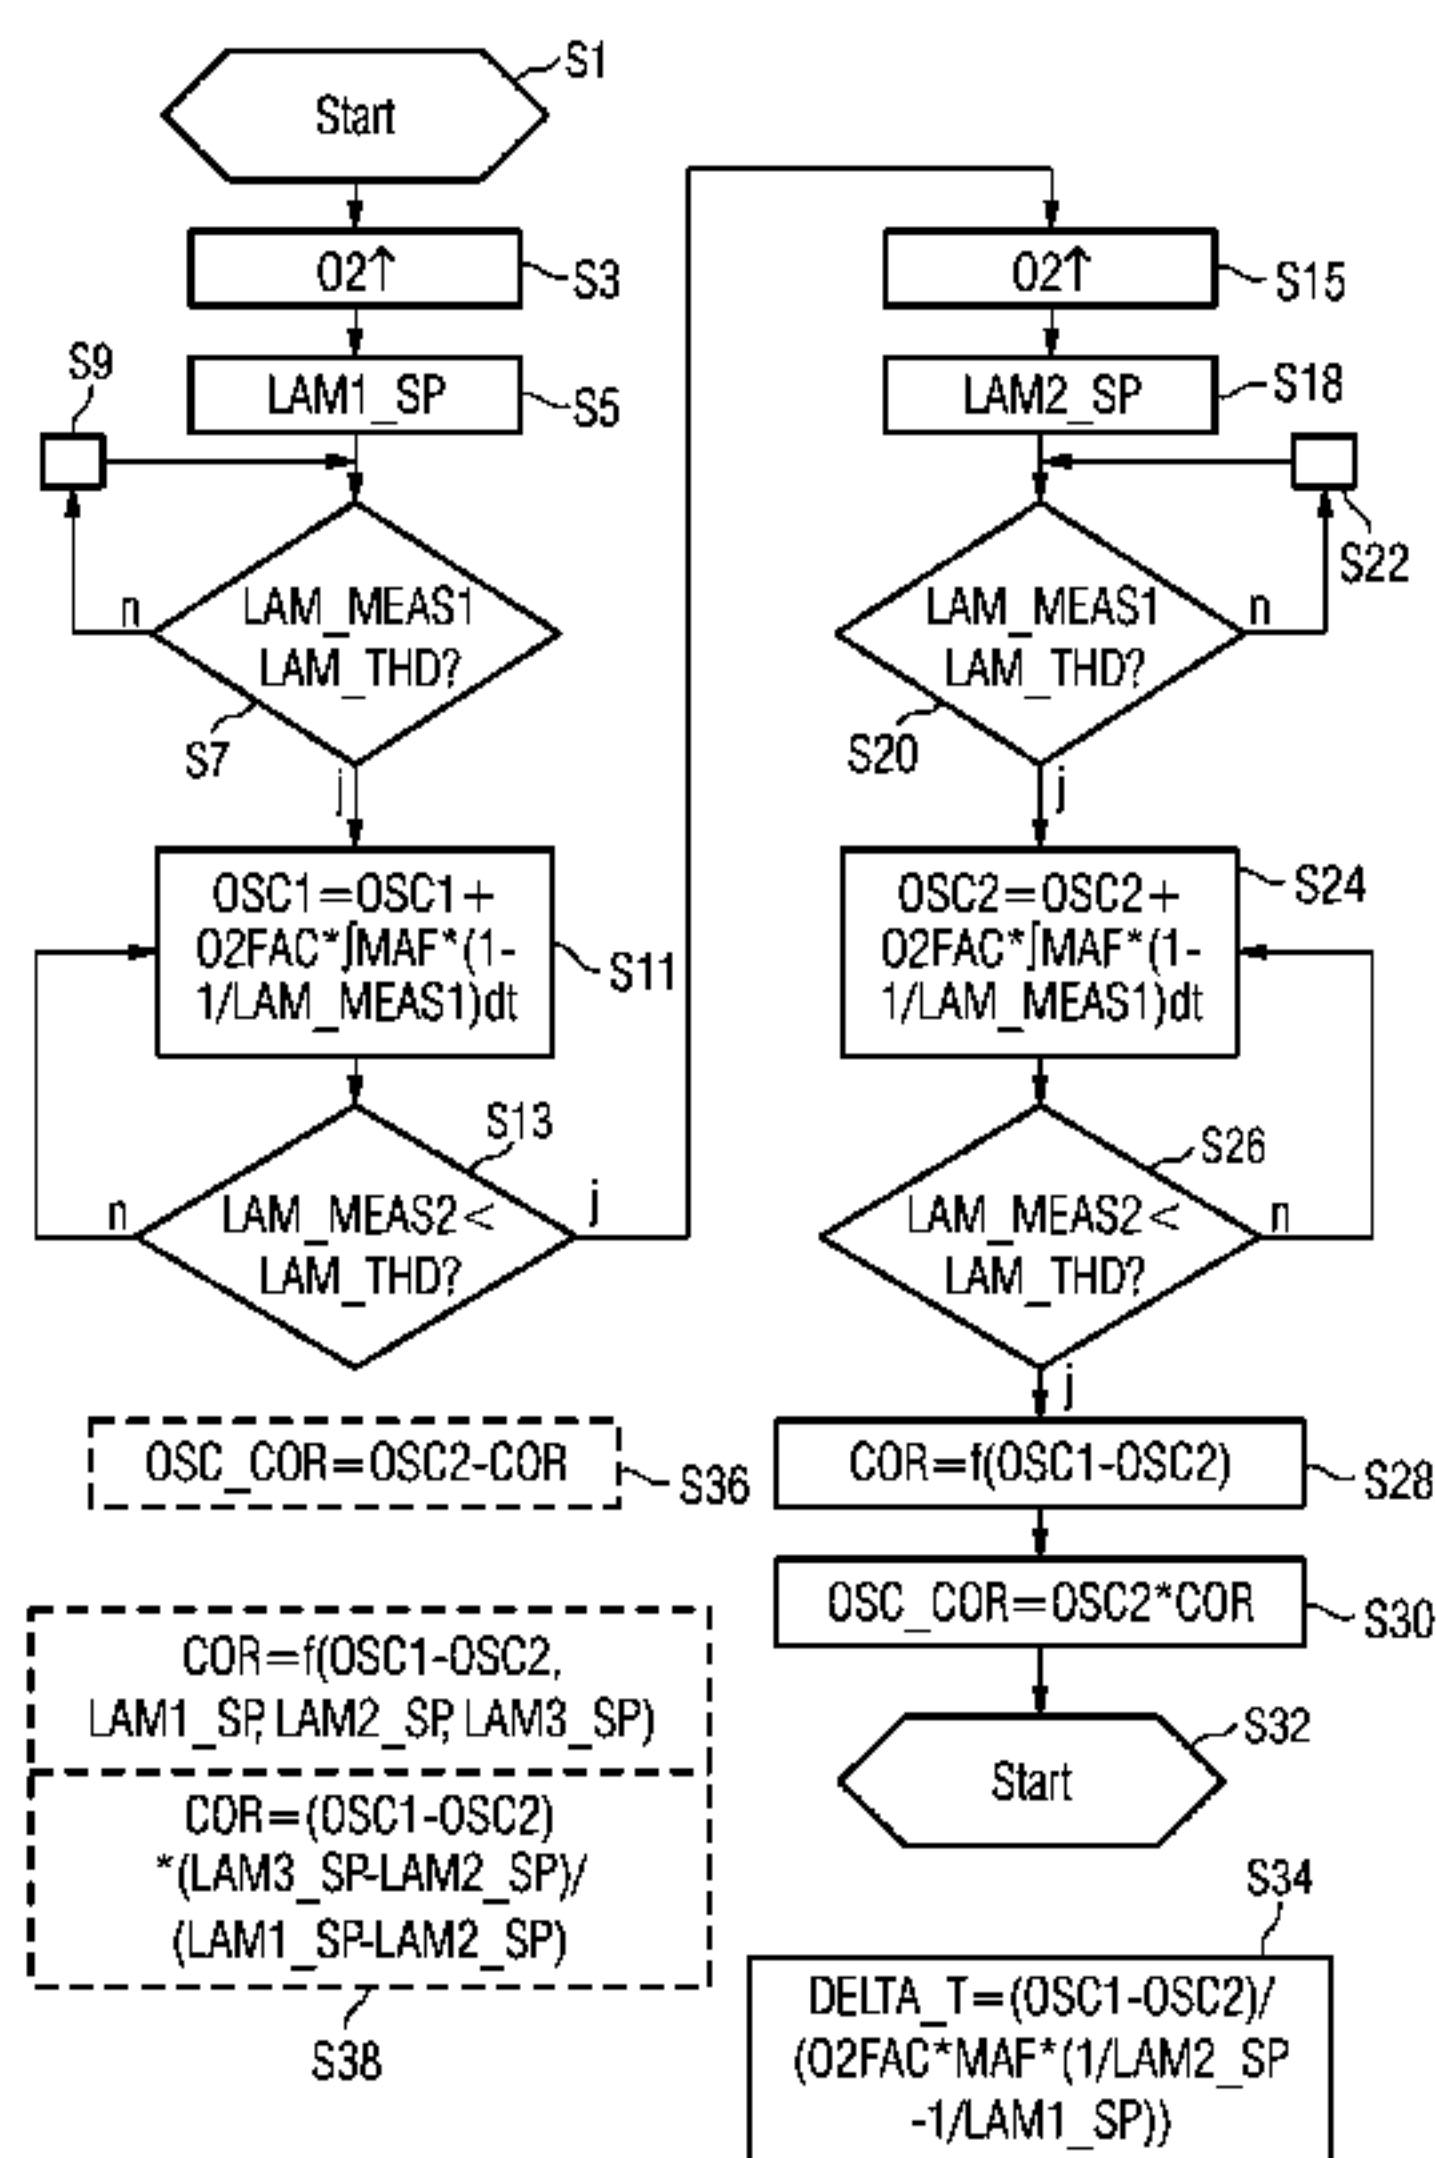 S1
Start
O2↑
S3
LAM1_SP
S5
S9
n
LAM_MEAS1
LAM_THD?
S7
j
OSC1=OSC1+
O2FAC*∫MAF*(1-
1/LAM_MEAS1)dt
S11
S13
n
LAM_MEAS2<
LAM_THD?
j
O2↑
S15
LAM2_SP
S18
S22
LAM_MEAS1
LAM_THD?
n
S20
j
OSC2=OSC2+
O2FAC*∫MAF*(1-
1/LAM_MEAS1)dt
S24
S26
LAM_MEAS2<
LAM_THD?
n
j
COR=f(OSC1-OSC2)
S28
OSC_COR=OSC2*COR
S30
S32
Start
OSC_COR=OSC2-COR
S36
COR=f(OSC1-OSC2,
LAM1_SP, LAM2_SP, LAM3_SP)
COR=(OSC1-OSC2)
*(LAM3_SP-LAM2_SP)/
(LAM1_SP-LAM2_SP)
S38
S34
DELTA_T=(OSC1-OSC2)/
(O2FAC*MAF*(1/LAM2_SP
-1/LAM1_SP))